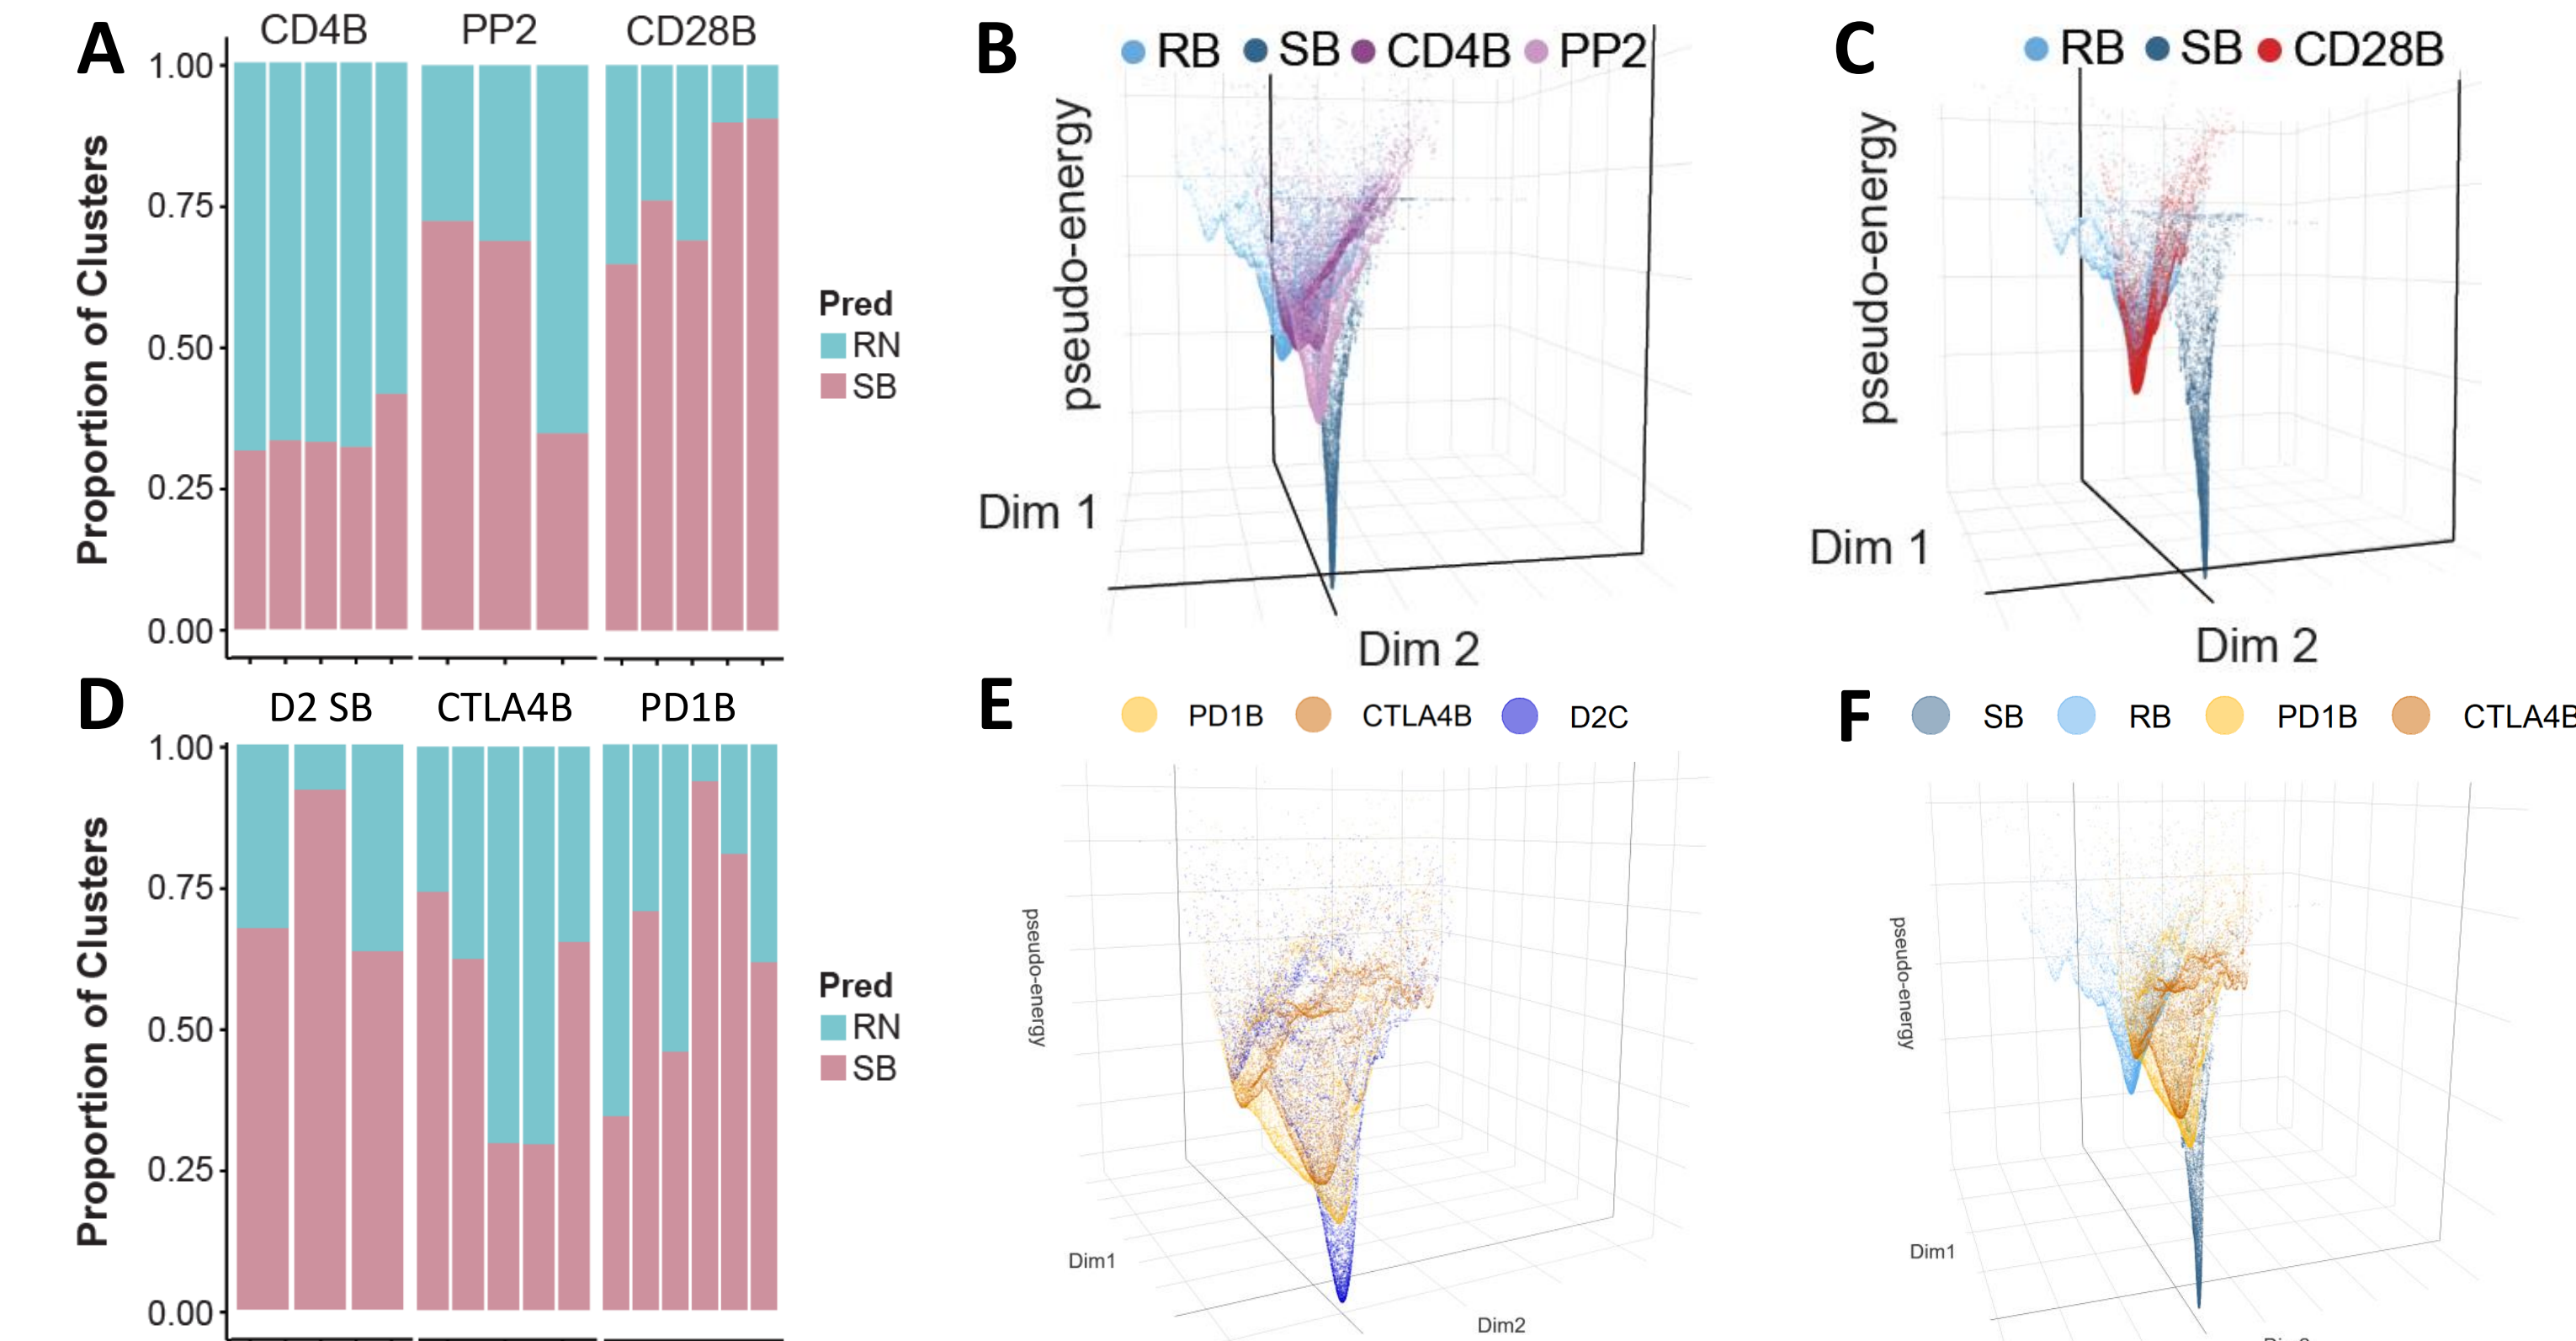 A
CD4B PP2 CD28B
1.00
0.75
0.50
0.25
0.00
Proportion of Clusters
Pred
RN
SB
B
RB SB CD4B PP2
pseudo-energy
Dim 1
Dim 2
C
RB SB CD28B
pseudo-energy
Dim 1
Dim 2
D
D2 SB CTLA4B PD1B
1.00
0.75
0.50
0.25
0.00
Proportion of Clusters
Pred
RN
SB
E
PD1B CTLA4B D2C
pseudo-energy
Dim1
Dim2
F
SB RB PD1B CTLA4B
pseudo-energy
Dim1